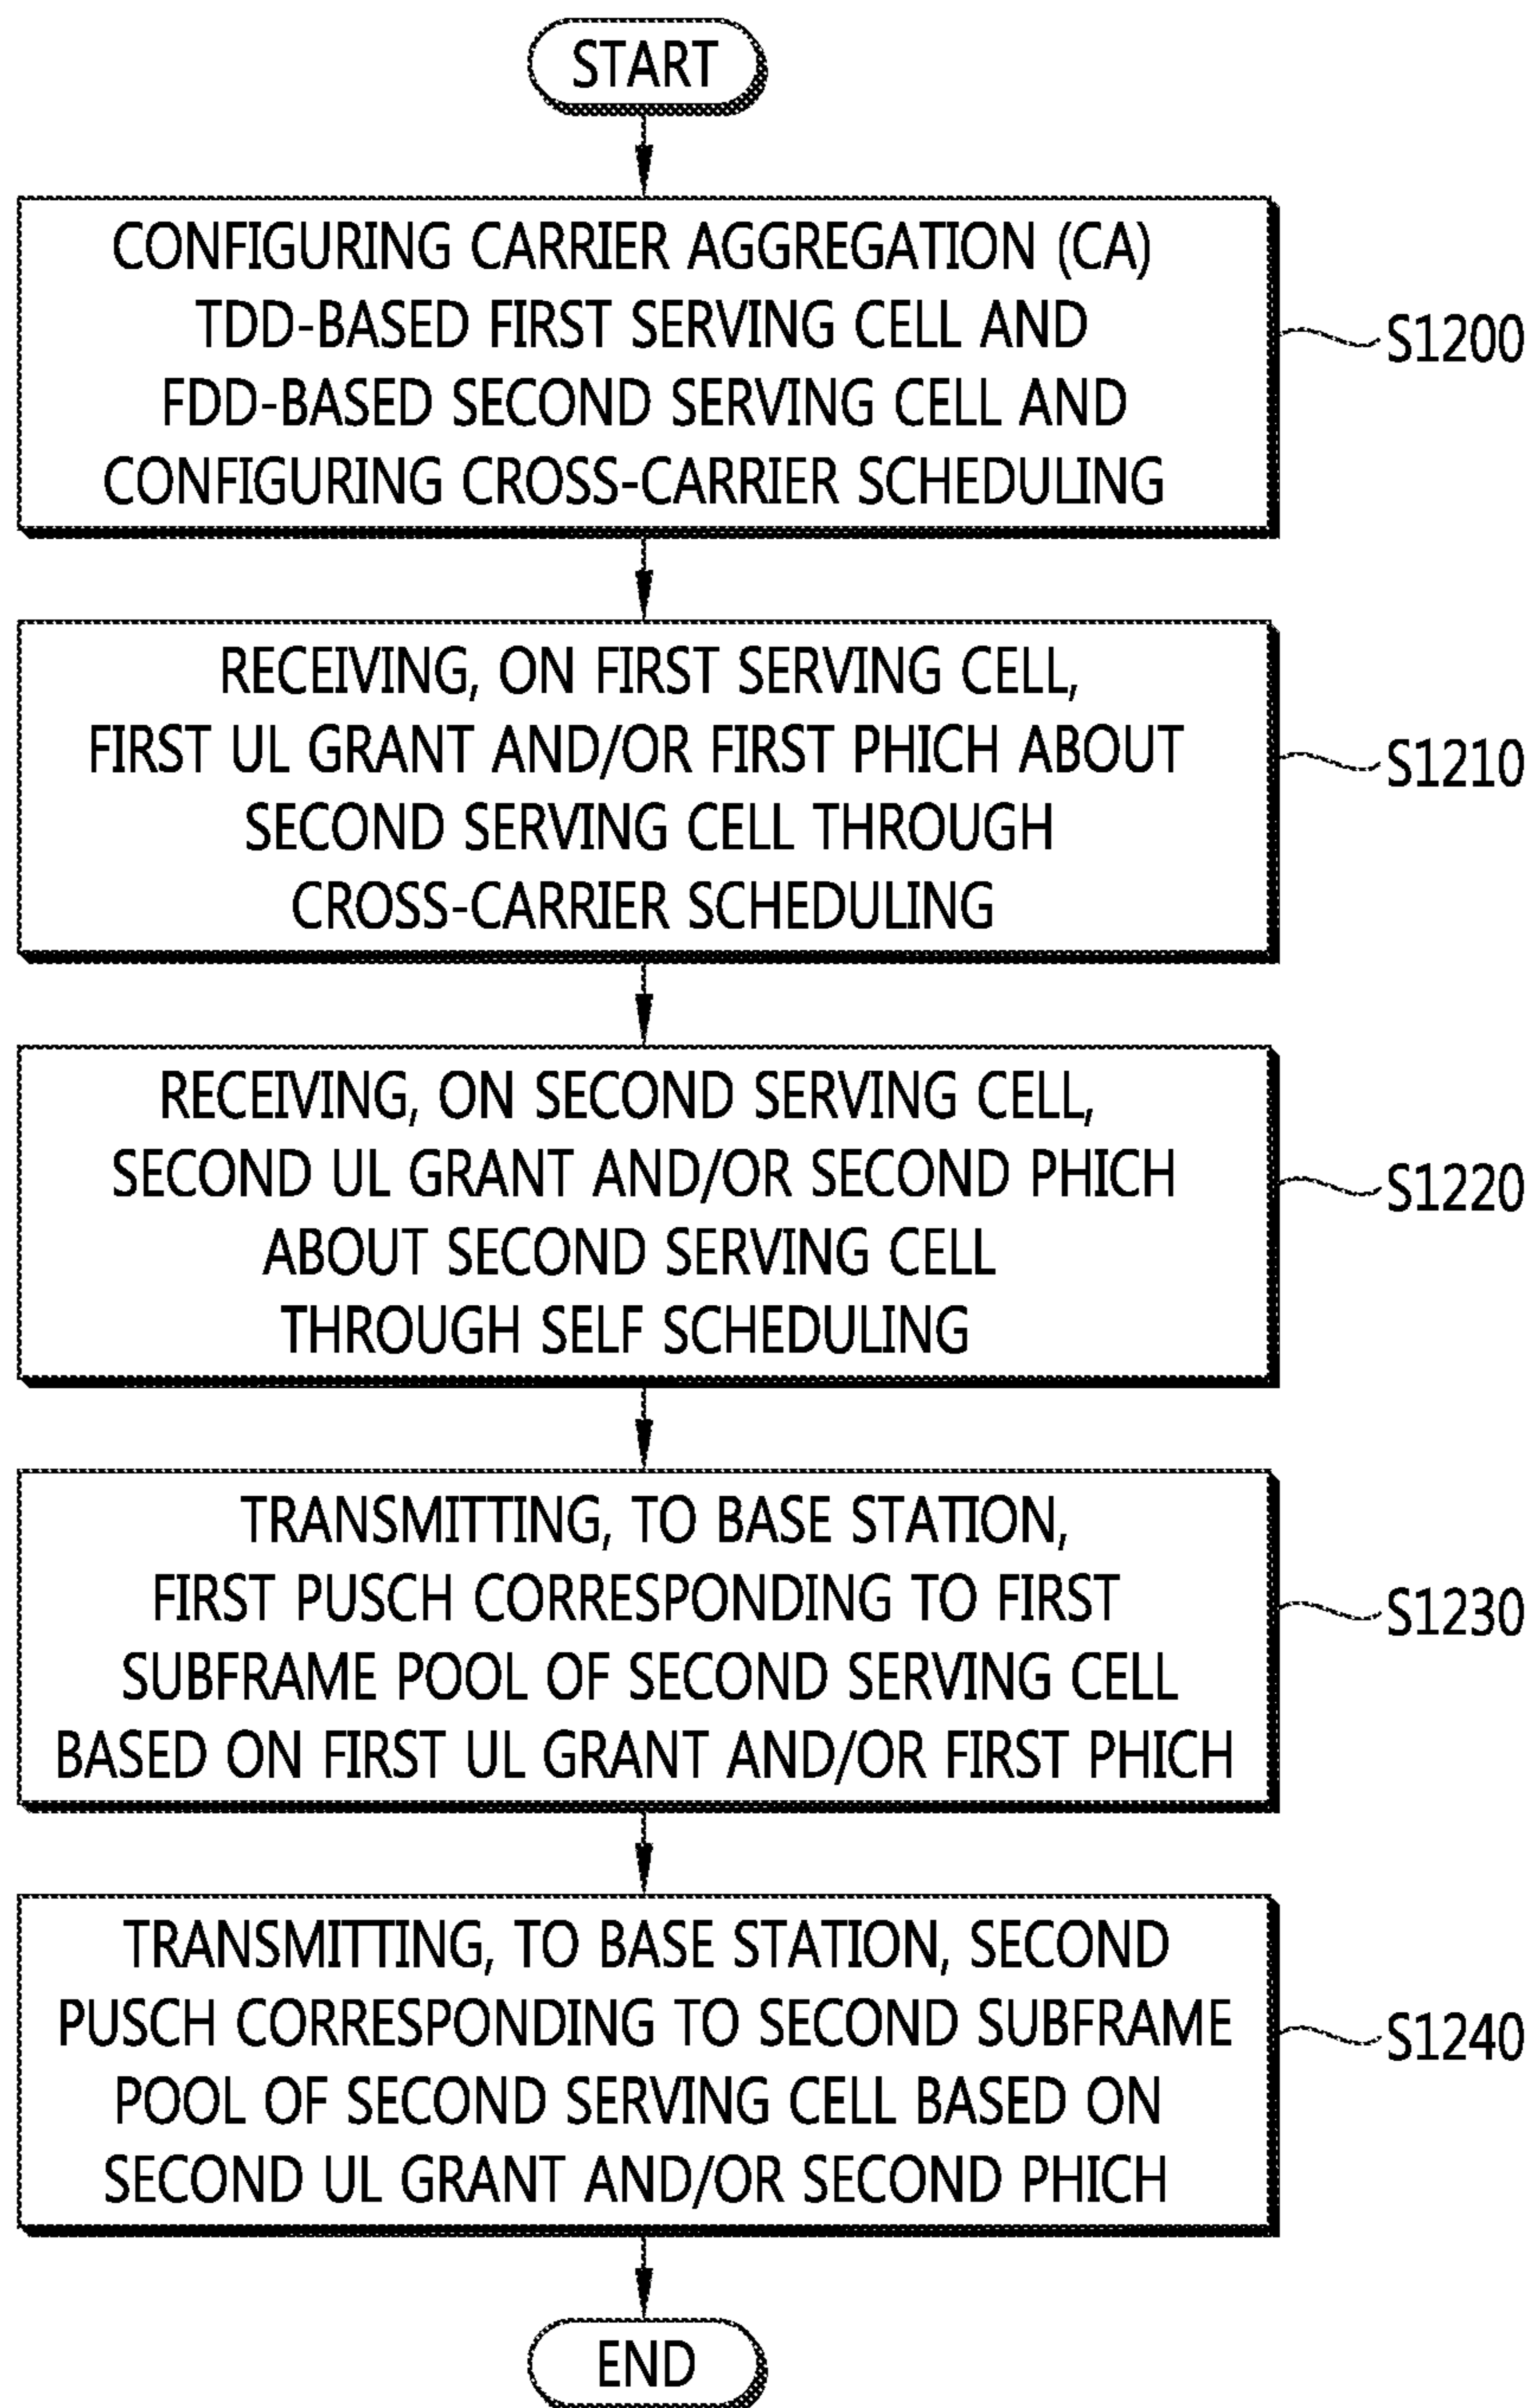 START
CONFIGURING CARRIER AGGREGATION (CA)
TDD-BASED FIRST SERVING CELL AND
FDD-BASED SECOND SERVING CELL AND
CONFIGURING CROSS-CARRIER SCHEDULING
S1200
RECEIVING, ON FIRST SERVING CELL,
FIRST UL GRANT AND/OR FIRST PHICH ABOUT
SECOND SERVING CELL THROUGH
CROSS-CARRIER SCHEDULING
S1210
RECEIVING, ON SECOND SERVING CELL,
SECOND UL GRANT AND/OR SECOND PHICH
ABOUT SECOND SERVING CELL
THROUGH SELF SCHEDULING
S1220
TRANSMITTING, TO BASE STATION,
FIRST PUSCH CORRESPONDING TO FIRST
SUBFRAME POOL OF SECOND SERVING CELL
BASED ON FIRST UL GRANT AND/OR FIRST PHICH
S1230
TRANSMITTING, TO BASE STATION, SECOND
PUSCH CORRESPONDING TO SECOND SUBFRAME
POOL OF SECOND SERVING CELL BASED ON
SECOND UL GRANT AND/OR SECOND PHICH
S1240
END